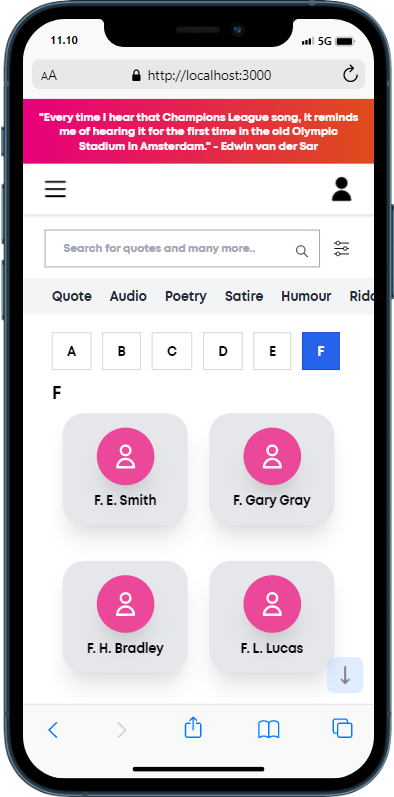 11.10
5G
AA
http://localhost:3000
"Every time I hear that Champions League song, it reminds
me of hearing it for the first time in the old Olympic
Stadium in Amsterdam." - Edwin van der Sar
Search for quotes and many more..
Quote Audio Poetry Satire Humour Ridd
A B C D E F
F
F. E. Smith
F. Gary Gray
F. H. Bradley
F. L. Lucas